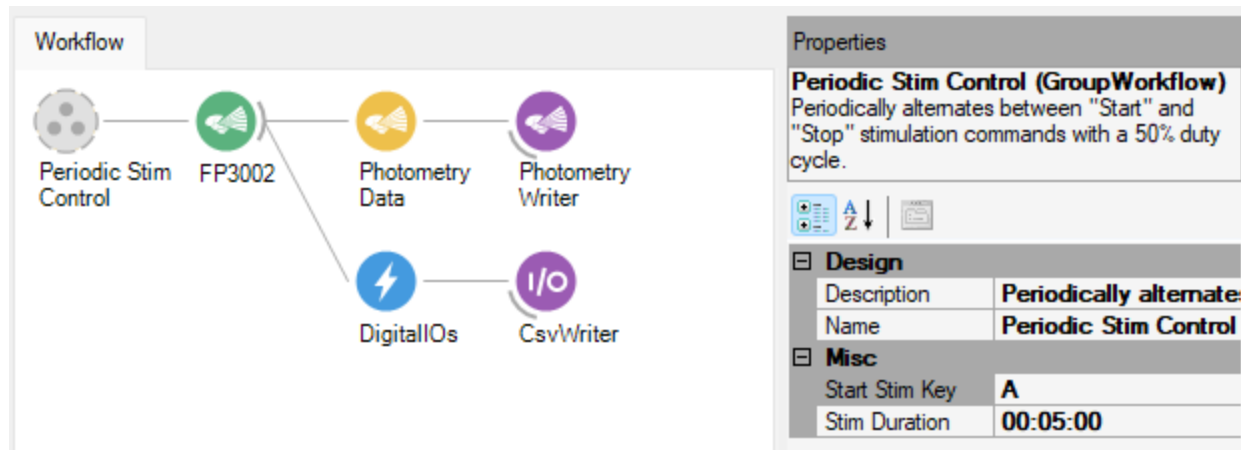 Workflow
Periodic Stim
Control
FP3002
Photometry
Data
Photometry
Writer
DigitalIOs
I/O
CsvWriter
Properties
Periodic Stim Control (GroupWorkflow)
Periodically alternates between "Start" and
"Stop" stimulation commands with a 50% duty
cycle.
A
Z
Design
Description Periodically alternate
Name Periodic Stim Control
Misc
Start Stim Key A
Stim Duration 00:05:00